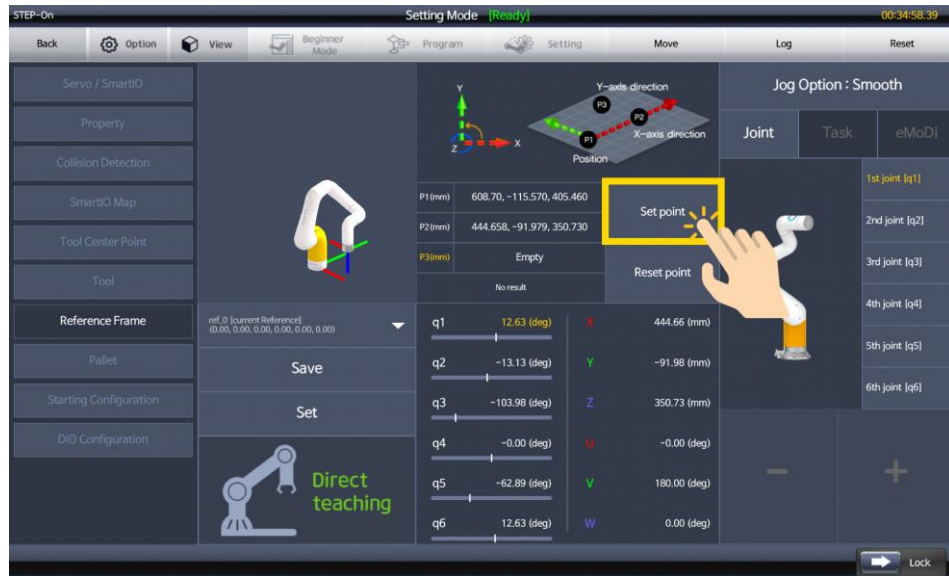 STEP-On
Setting Mode [Ready]
00:34:58.39
Back
Option
View
Beginner
Mode
Program
Setting
Move
Log
Reset
Servo / SmartIO
Property
Collision Detection
SmartIO Map
Tool Center Point
Tool
Reference Frame
Pallet
Starting Configuration
DIO Configuration
ref_0 [current Reference]
(0.00, 0.00, 0.00, 0.00, 0.00, 0.00)
Save
Set
Direct
teaching
Y
Z
X
Y-axis direction
P3
P2
P1
X-axis direction
Position
P1(mm) 608.70, -115.570, 405.460
P2(mm) 444.658, -91.979, 350.730
P3(mm) Empty
No result
Set point
Reset point
q1 12.63 (deg) X 444.66 (mm)
q2 -13.13 (deg) Y -91.98 (mm)
q3 -103.98 (deg) Z 350.73 (mm)
q4 -0.00 (deg) U -0.00 (deg)
q5 -62.89 (deg) V 180.00 (deg)
q6 12.63 (deg) W 0.00 (deg)
Jog Option : Smooth
Joint Task eMoDi
1st joint [q1]
2nd joint [q2]
3rd joint [q3]
4th joint [q4]
5th joint [q5]
6th joint [q6]
− +
Lock